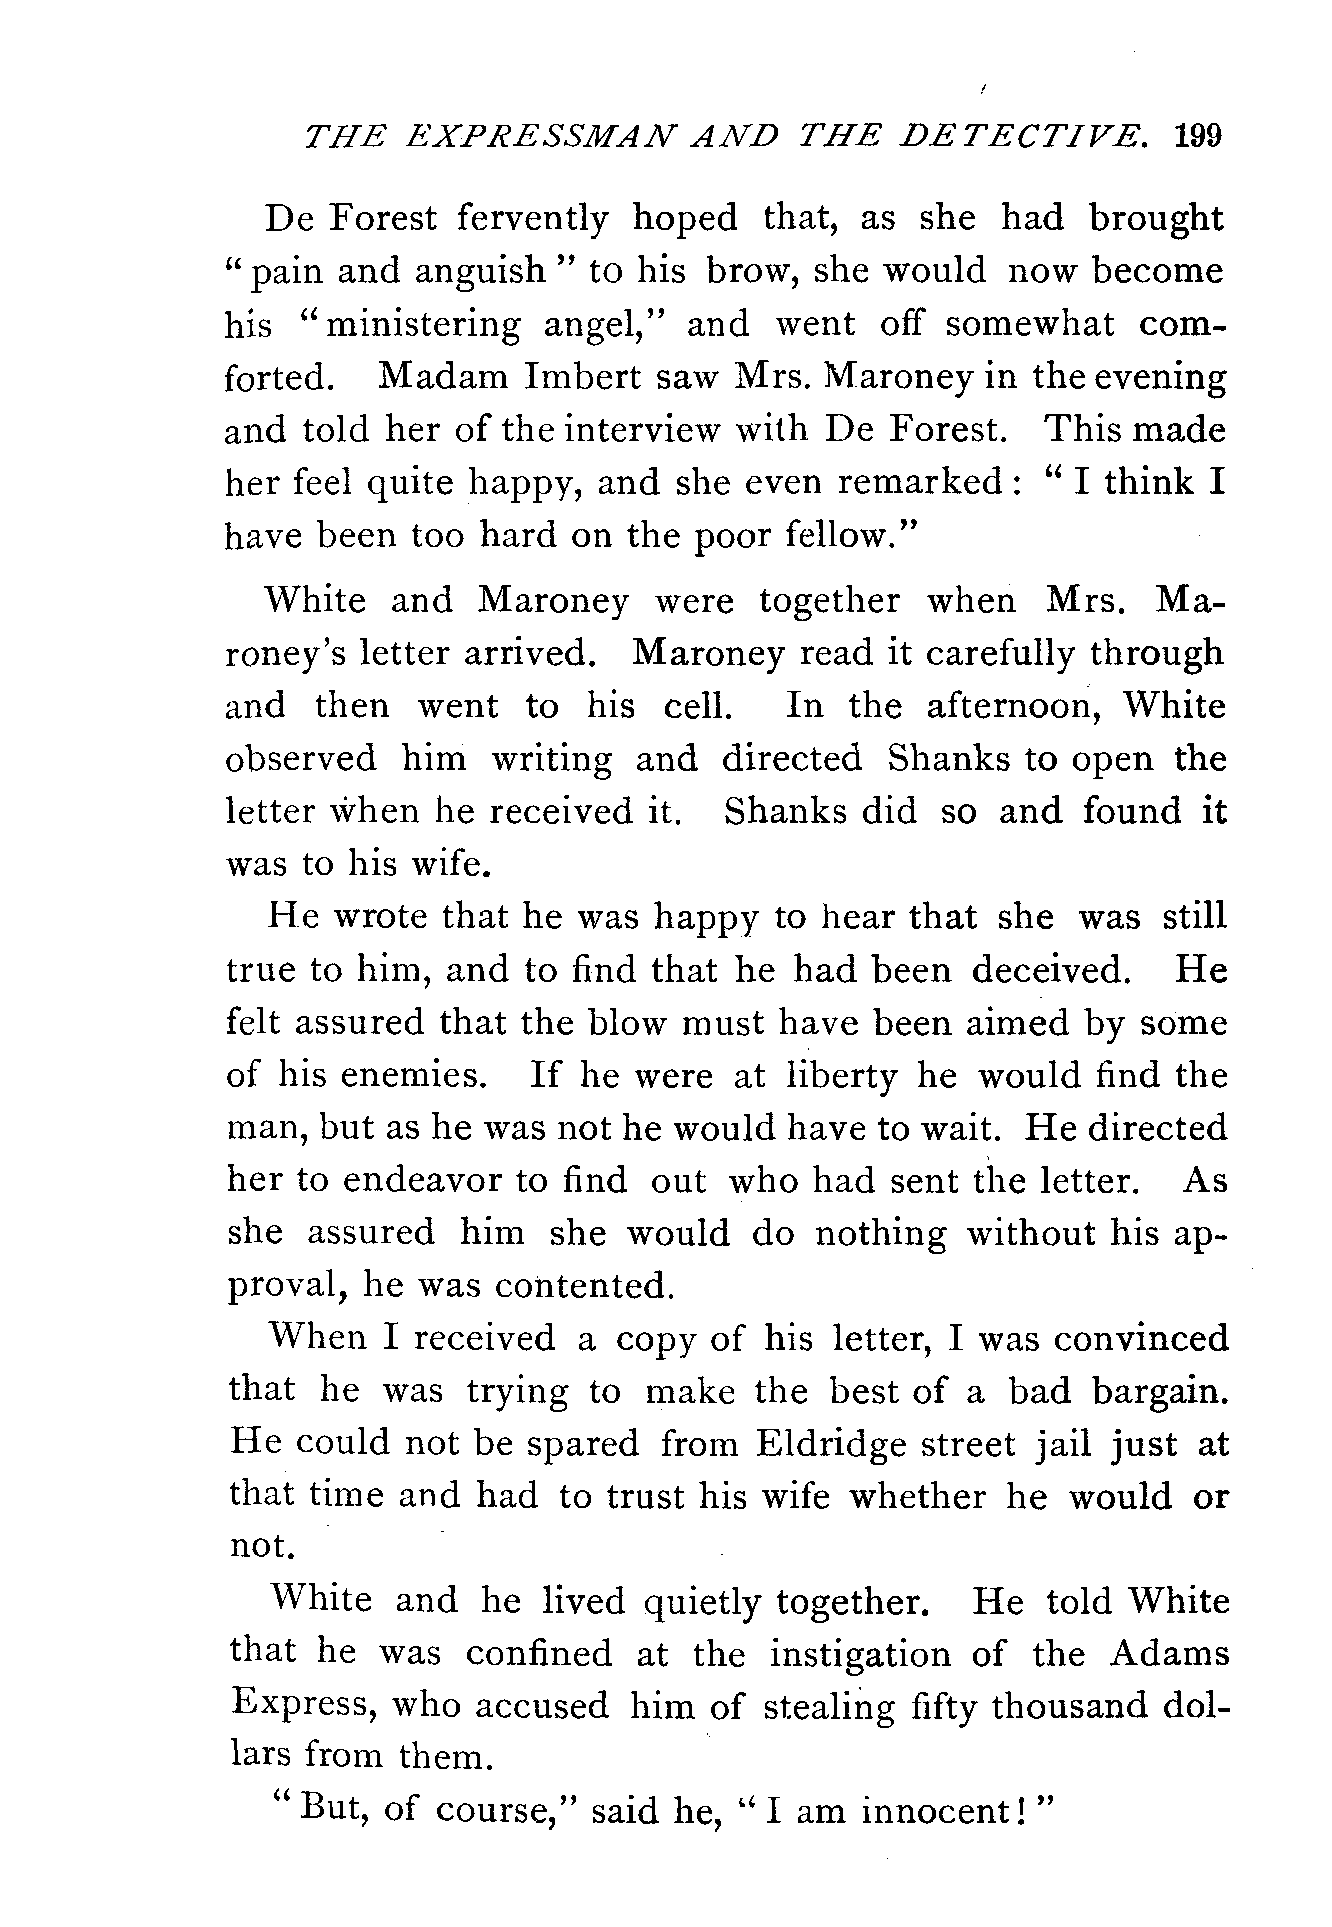 THE EXPRESSMAN AND THE DETECTIVE. 199
De Forest fervently hoped that, as she had brought
" pain and anguish " to his brow, she would now become
his " ministering angel," and went off somewhat com-
forted. Madam Imbert saw Mrs. Maroney in the evening
and told her of the interview with De Forest. This made
her feel quite happy, and she even remarked : " I think I
have been too hard on the poor fellow."
White and Maroney were together when Mrs. Ma-
roney's letter arrived. Maroney read it carefully through
and then went to his cell. In the afternoon, White
observed him writing and directed Shanks to open the
letter when he received it. Shanks did so and found it
was to his wife.
He wrote that he was happy to hear that she was still
true to him, and to find that he had been deceived. He
felt assured that the blow must have been aimed by some
of his enemies. If he were at liberty he would find the
man, but as he was not he would have to wait. He directed
her to endeavor to find out who had sent the letter. As
she assured him she would do nothing without his ap-
proval, he was contented.
When I received a copy of his letter, I was convinced
that he was trying to make the best of a bad bargain.
He could not be spared from Eldridge street jail just at
that time and had to trust his wife whether he would or
not.
White and he lived quietly together. He told White
that he was confined at the instigation of the Adams
Express, who accused him of stealing fifty thousand dol-
lars from them.
" But, of course," said he, " I am innocent! "